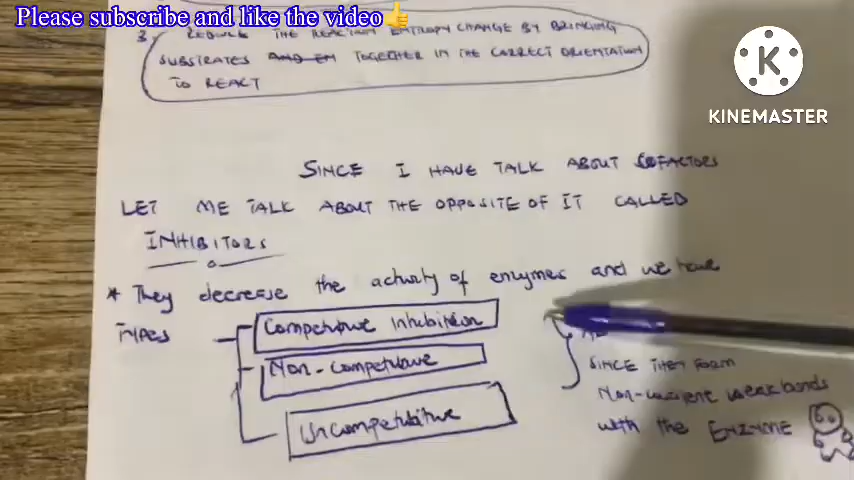 Please subscribe and like the video👍
3, REDUCE THE REACTION ENTROPY CHANGE BY BRINGING
SUBSTRATES TOGETHER IN THE CORRECT ORIENTATION
TO REACT
KINEMASTER
SINCE I HAVE TALK ABOUT COFACTORS
LET ME TALK ABOUT THE OPPOSITE OF IT CALLED
INHIBITORS
* They decrease the activity of enzymes and we have
TYPES
Competitive inhibition
Non-competitive
Uncompetitive
SINCE THEY FORM
Non-covalent weak bonds
with the ENZYME